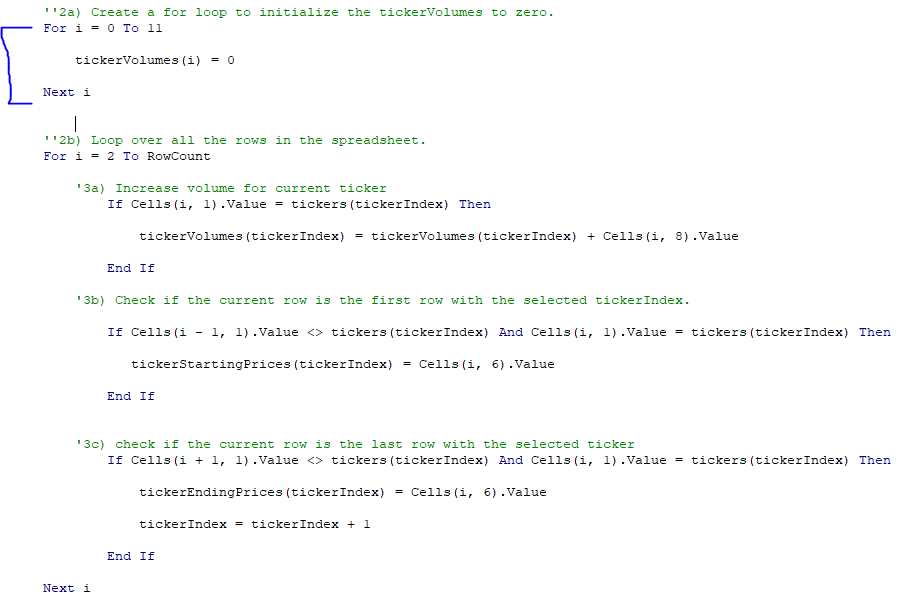 ''2a) Create a for loop to initialize the tickerVolumes to zero.
For i = 0 To 11
tickerVolumes(i) = 0
Next i
''2b) Loop over all the rows in the spreadsheet.
For i = 2 To RowCount
'3a) Increase volume for current ticker
If Cells(i, 1).Value = tickers(tickerIndex) Then
tickerVolumes(tickerIndex) = tickerVolumes(tickerIndex) + Cells(i, 8).Value
End If
'3b) Check if the current row is the first row with the selected tickerIndex.
If Cells(i - 1, 1).Value <> tickers(tickerIndex) And Cells(i, 1).Value = tickers(tickerIndex) Then
tickerStartingPrices(tickerIndex) = Cells(i, 6).Value
End If
'3c) check if the current row is the last row with the selected ticker
If Cells(i + 1, 1).Value <> tickers(tickerIndex) And Cells(i, 1).Value = tickers(tickerIndex) Then
tickerEndingPrices(tickerIndex) = Cells(i, 6).Value
tickerIndex = tickerIndex + 1
End If
Next i